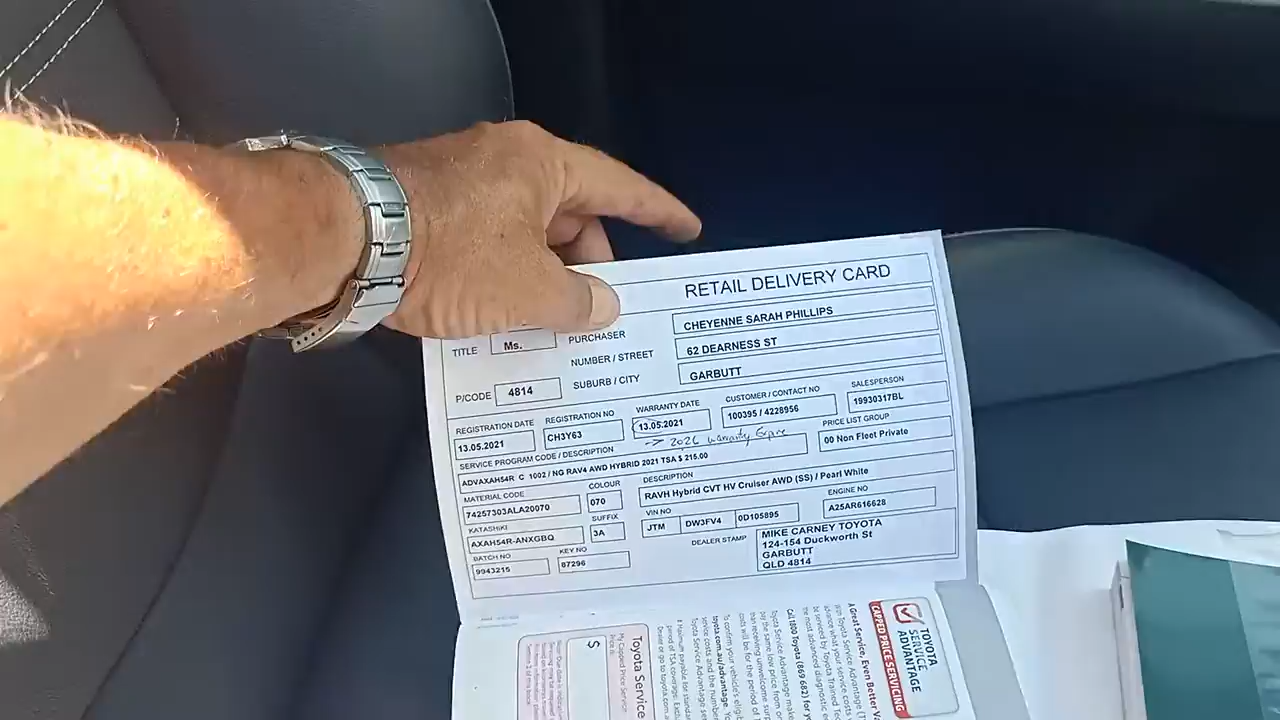 RETAIL DELIVERY CARD
TITLE Ms. PURCHASER CHEYENNE SARAH PHILLIPS
NUMBER / STREET 62 DEARNESS ST
P/CODE 4814 SUBURB / CITY GARBUTT
REGISTRATION DATE REGISTRATION NO WARRANTY DATE CUSTOMER / CONTACT NO SALESPERSON
13.05.2021 CH3Y63 13.05.2021 100395 / 4228956 19930317BL
-> 2026 warranty Expire
SERVICE PROGRAM CODE / DESCRIPTION PRICE LIST GROUP
ADVAXAH54R C 1002 / NG RAV4 AWD HYBRID 2021 TSA $ 215.00 00 Non Fleet Private
MATERIAL CODE COLOUR DESCRIPTION
74257303ALA20070 070 RAVH Hybrid CVT HV Cruiser AWD (SS) / Pearl White
KATASHIKI SUFFIX VIN NO ENGINE NO
AXAH54R-ANXGBQ 3A JTM DW3FV4 0D105895 A25AR616628
BATCH NO KEY NO DEALER STAMP
9943215 87296
MIKE CARNEY TOYOTA
124-154 Duckworth St
GARBUTT
QLD 4814
TOYOTA
SERVICE
ADVANTAGE
CAPPED PRICE SERVICING
A Great Service, Even Better
Toyota Service
My Capped Price Service
Price is:
$